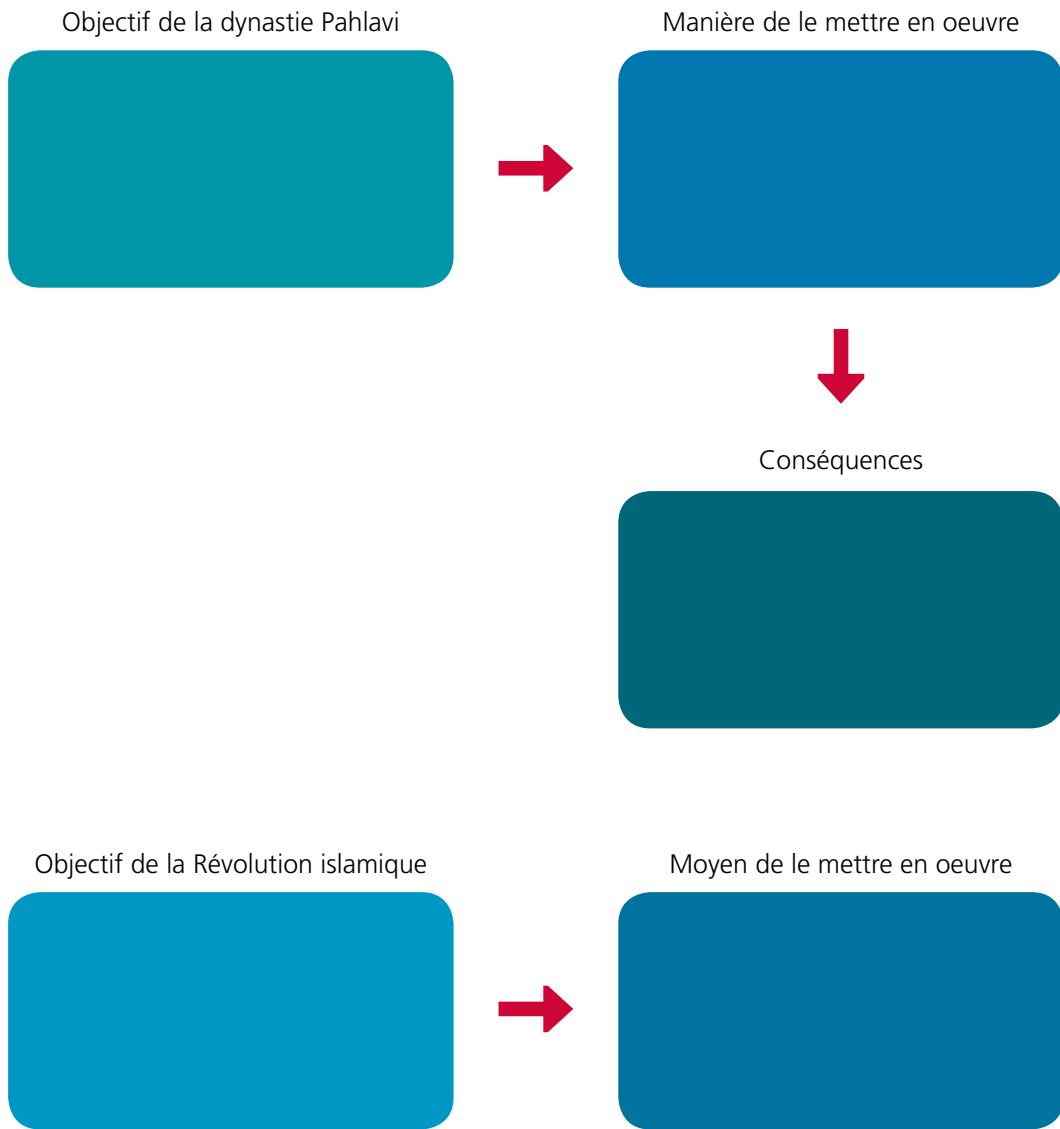 Objectif de la dynastie Pahlavi
Manière de le mettre en oeuvre
Conséquences
Objectif de la Révolution islamique
Moyen de le mettre en oeuvre